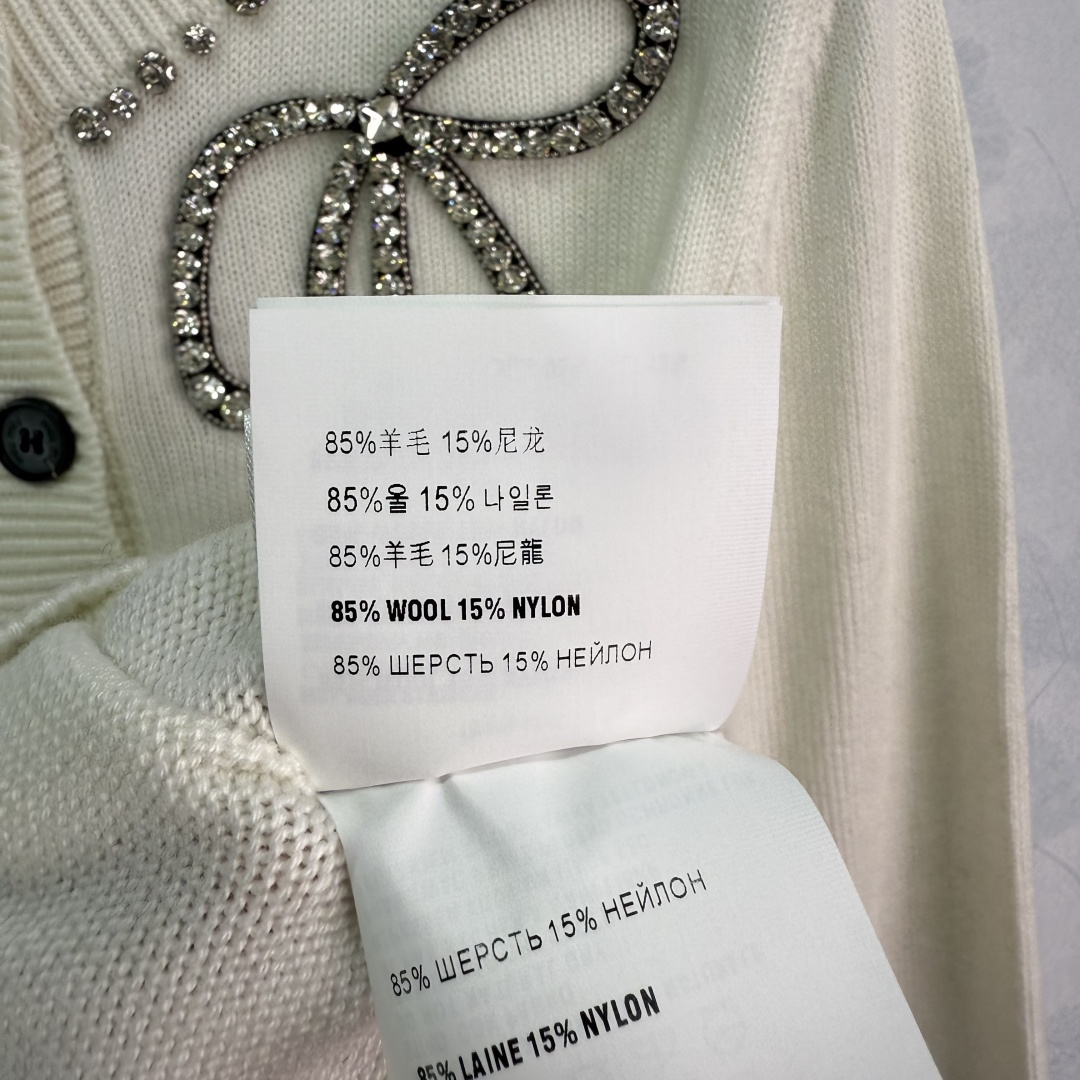 85%羊毛 15%尼龙
85%울 15% 나일론
85%羊毛 15%尼龍
85% WOOL 15% NYLON
85% ШЕРСТЬ 15% НЕЙЛОН
85% ШЕРСТЬ 15% НЕЙЛОН
85% LAINE 15% NYLON